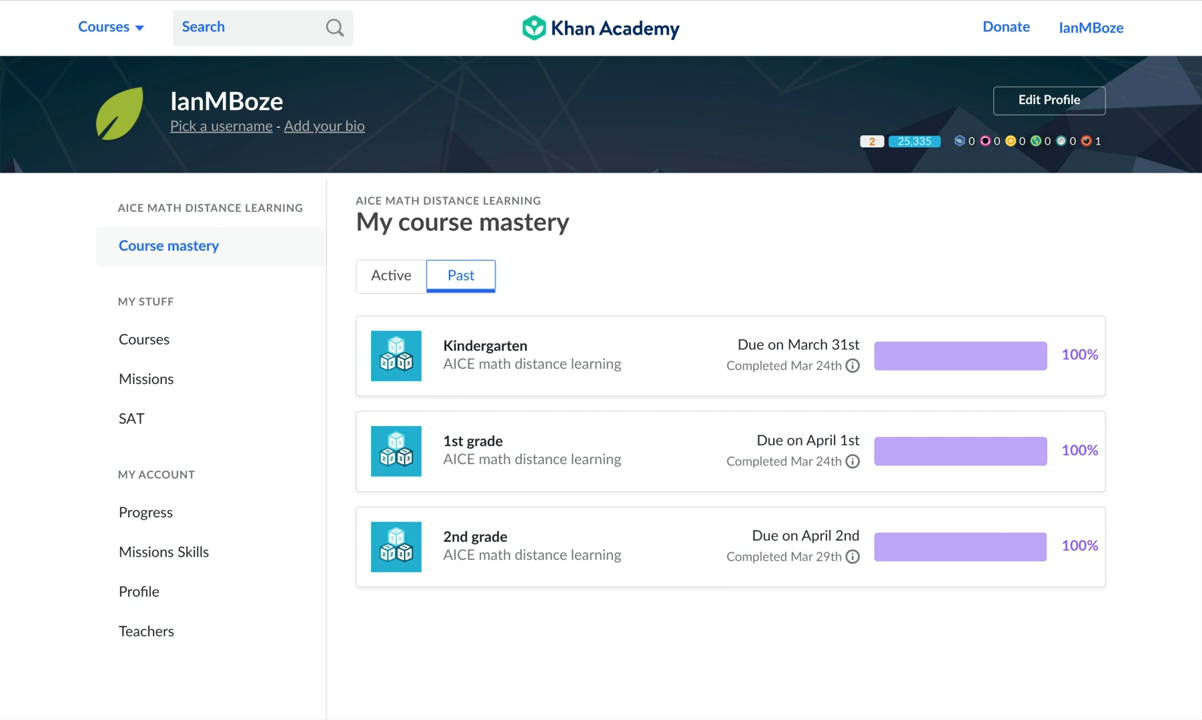 Courses
Search
Khan Academy
Donate
IanMBoze
IanMBoze
Pick a username - Add your bio
Edit Profile
2 25,335 0 0 0 0 0 1
AICE MATH DISTANCE LEARNING
Course mastery
MY STUFF
Courses
Missions
SAT
MY ACCOUNT
Progress
Missions Skills
Profile
Teachers
AICE MATH DISTANCE LEARNING
My course mastery
Active Past
Kindergarten
AICE math distance learning
Due on March 31st
Completed Mar 24th
100%
1st grade
AICE math distance learning
Due on April 1st
Completed Mar 24th
100%
2nd grade
AICE math distance learning
Due on April 2nd
Completed Mar 29th
100%